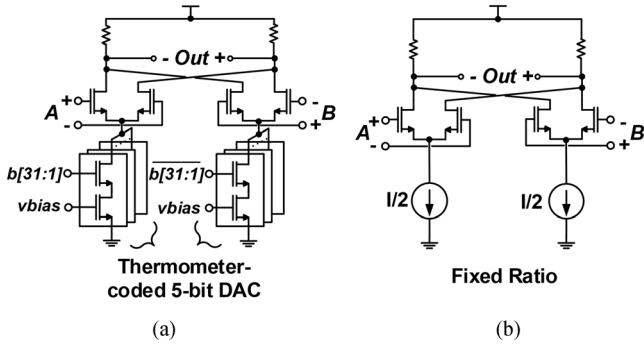 - Out +
A
+
-
-
+
B
b[31:1]
b[31:1]
vbias
vbias
Thermometer-
coded 5-bit DAC
(a)
- Out +
A
+
-
-
+
B
I/2
I/2
Fixed Ratio
(b)